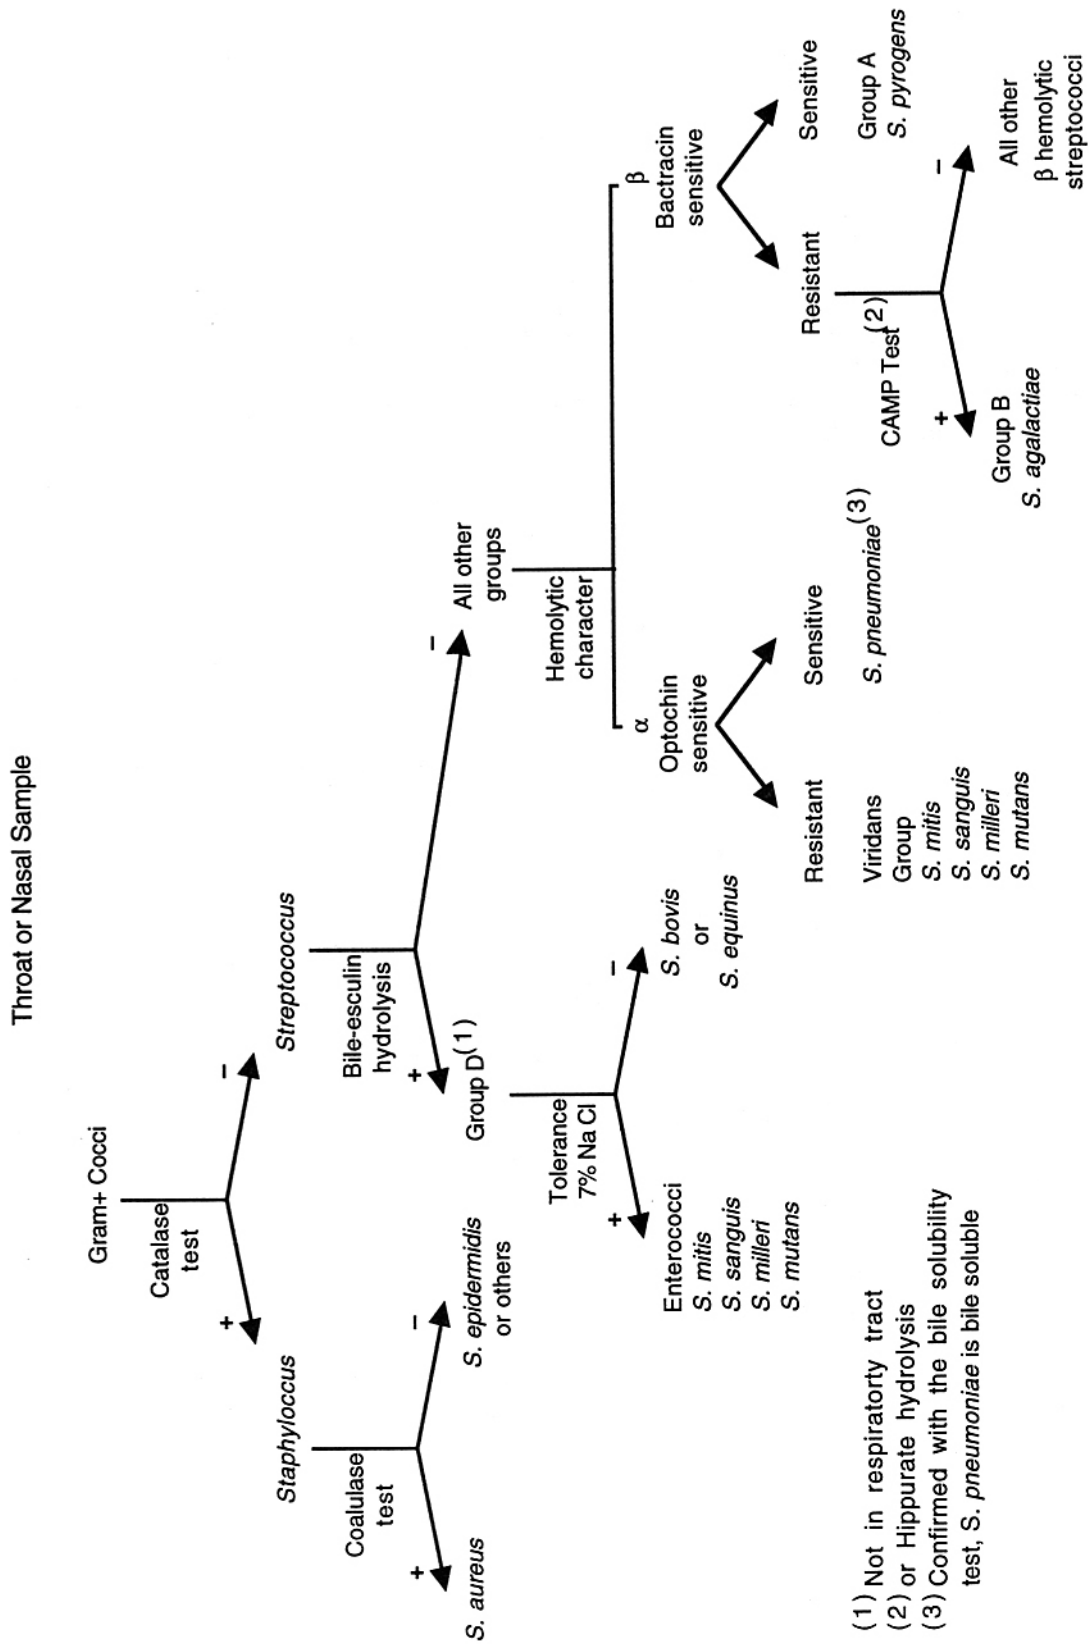 Throat or Nasal Sample
Gram+ Cocci
Catalase
test
+
−
Staphyloccus
Streptococcus
Coalulase
test
+
−
S. aureus
S. epidermidis
or others
Bile-esculin
hydrolysis
+
−
Group D(1)
All other
groups
Tolerance
7% Na Cl
+
−
Enterococci
S. mitis
S. sanguis
S. milleri
S. mutans
S. bovis
or
S. equinus
Hemolytic
character
α
Optochin
sensitive
β
Bactracin
sensitive
Resistant
Sensitive
Viridans
Group
S. mitis
S. sanguis
S. milleri
S. mutans
S. pneumoniae(3)
Resistant
Sensitive
Group A
S. pyrogens
CAMP Test(2)
+
−
Group B
S. agalactiae
All other
β hemolytic
streptococci
(1) Not in respiratorty tract
(2) or Hippurate hydrolysis
(3) Confirmed with the bile solubility
test, S. pneumoniae is bile soluble